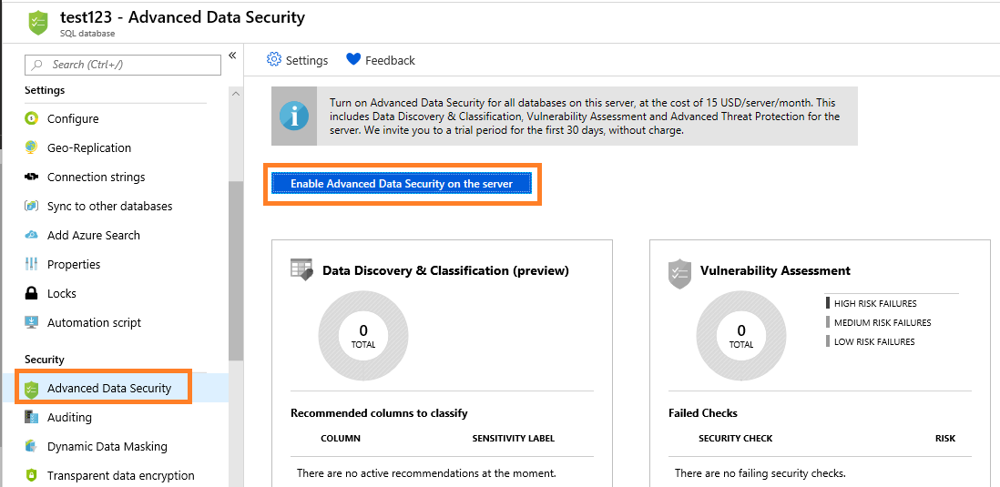 test123 - Advanced Data Security
SQL database
Search (Ctrl+/)
«
Settings
Configure
Geo-Replication
Connection strings
Sync to other databases
Add Azure Search
Properties
Locks
Automation script
Security
Advanced Data Security
Auditing
Dynamic Data Masking
Transparent data encryption
Settings
Feedback
Turn on Advanced Data Security for all databases on this server, at the cost of 15 USD/server/month. This
includes Data Discovery & Classification, Vulnerability Assessment and Advanced Threat Protection for the
server. We invite you to a trial period for the first 30 days, without charge.
Enable Advanced Data Security on the server
Data Discovery & Classification (preview)
0
TOTAL
Recommended columns to classify
COLUMN SENSITIVITY LABEL
There are no active recommendations at the moment.
Vulnerability Assessment
0
TOTAL
HIGH RISK FAILURES
MEDIUM RISK FAILURES
LOW RISK FAILURES
Failed Checks
SECURITY CHECK RISK
There are no failing security checks.